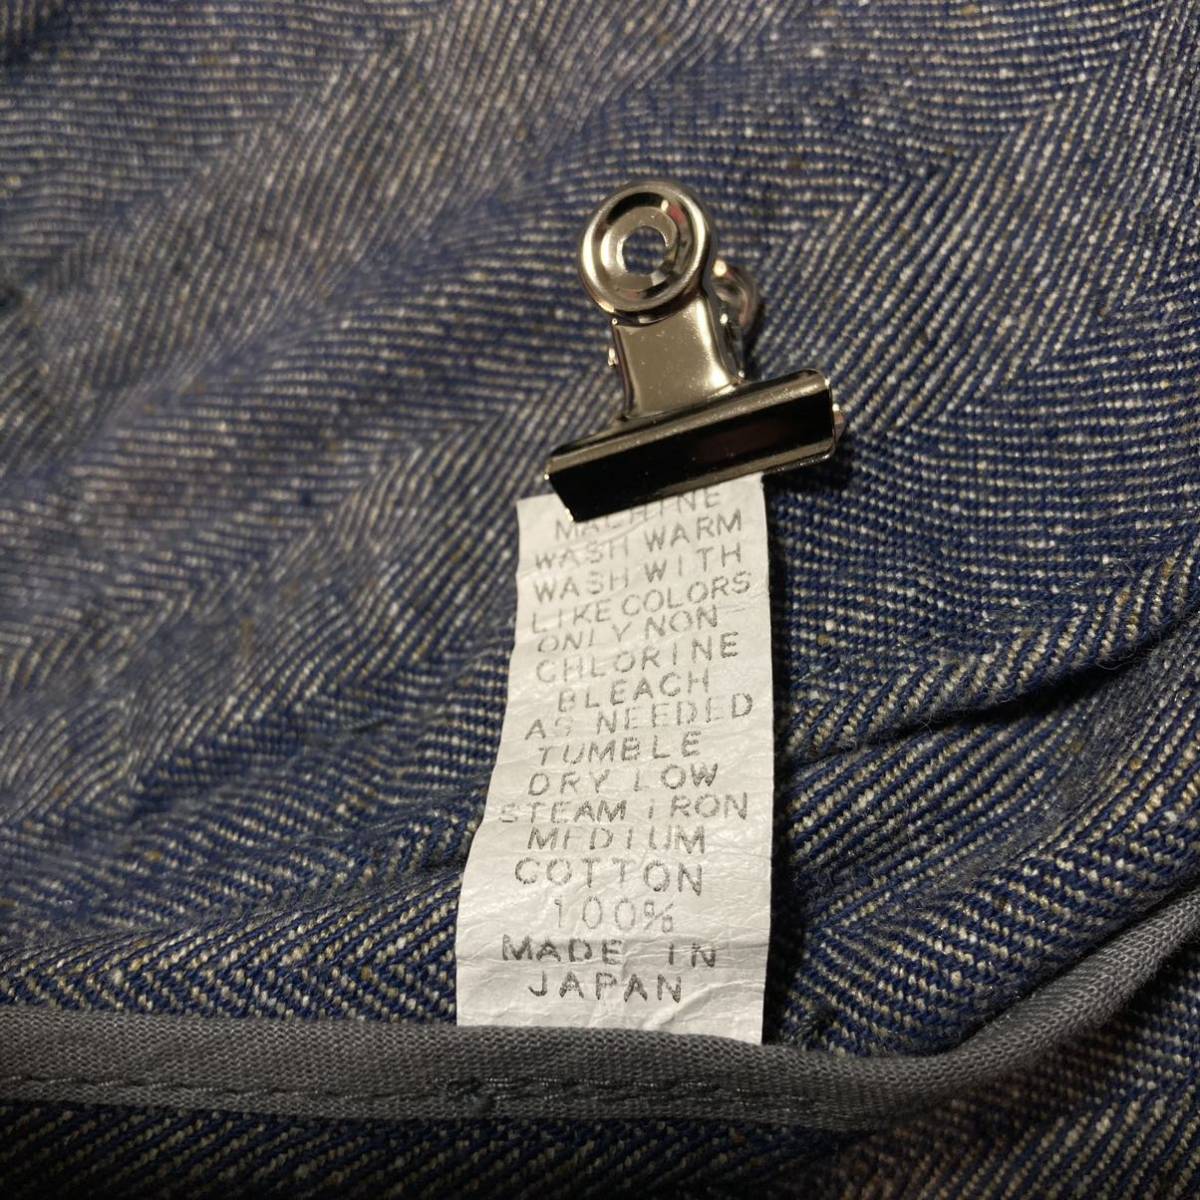 MACHINE
WASH WARM
WASH WITH
LIKE COLORS
ONLY NON
CHLORINE
BLEACH
AS NEEDED
TUMBLE
DRY LOW
STEAM IRON
MEDIUM
COTTON
100%
MADE IN
JAPAN